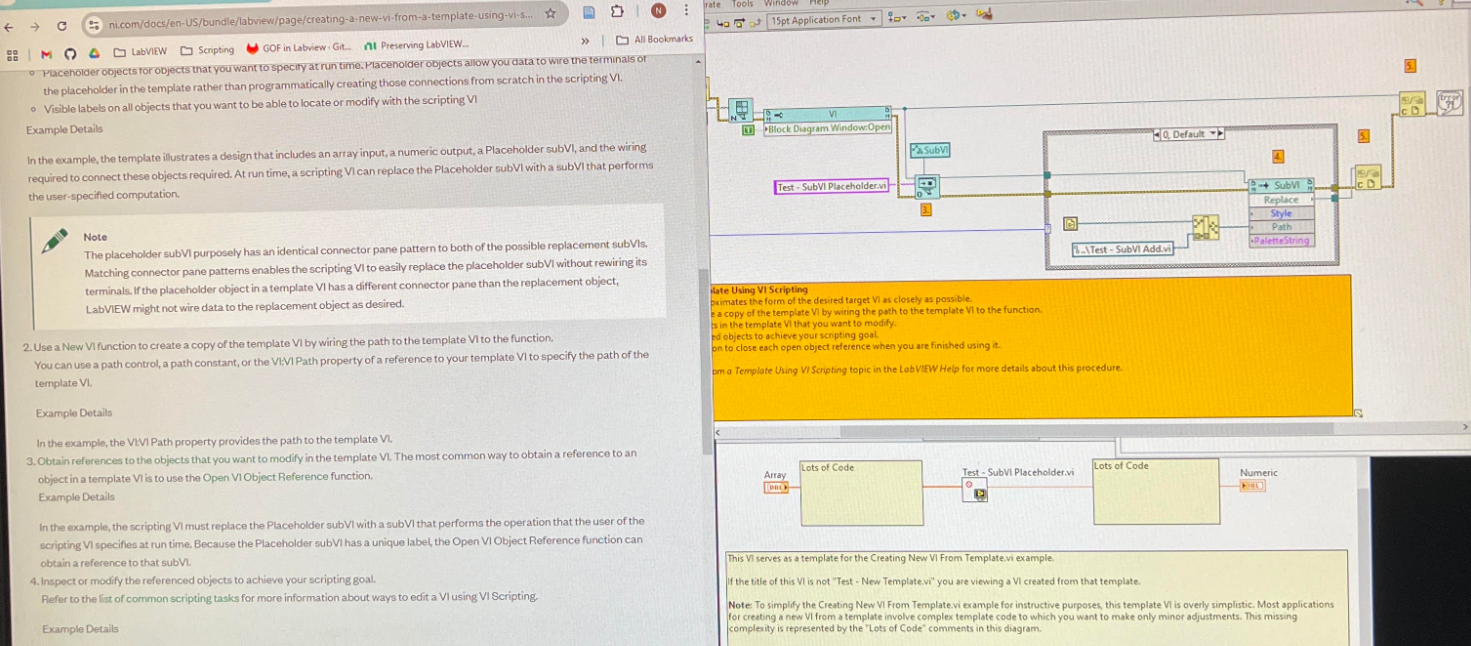 ni.com/docs/en-US/bundle/labview/page/creating-a-new-vi-from-a-template-using-vi-s...
N
LabVIEW
Scripting
GOF in Labview · Git...
Preserving LabVIEW...
»
All Bookmarks
Placeholder objects for objects that you want to specify at run time. Placeholder objects allow you data to wire the terminals of
the placeholder in the template rather than programmatically creating those connections from scratch in the scripting VI.
Visible labels on all objects that you want to be able to locate or modify with the scripting VI
Example Details
In the example, the template illustrates a design that includes an array input, a numeric output, a Placeholder subVI, and the wiring
required to connect these objects required. At run time, a scripting VI can replace the Placeholder subVI with a subVI that performs
the user-specified computation.
Note
The placeholder subVI purposely has an identical connector pane pattern to both of the possible replacement subVIs.
Matching connector pane patterns enables the scripting VI to easily replace the placeholder subVI without rewiring its
terminals. If the placeholder object in a template VI has a different connector pane than the replacement object,
LabVIEW might not wire data to the replacement object as desired.
2. Use a New VI function to create a copy of the template VI by wiring the path to the template VI to the function.
You can use a path control, a path constant, or the VI:VI Path property of a reference to your template VI to specify the path of the
template VI.
Example Details
In the example, the VI:VI Path property provides the path to the template VI.
3. Obtain references to the objects that you want to modify in the template VI. The most common way to obtain a reference to an
object in a template VI is to use the Open VI Object Reference function.
Example Details
In the example, the scripting VI must replace the Placeholder subVI with a subVI that performs the operation that the user of the
scripting VI specifies at run time. Because the Placeholder subVI has a unique label, the Open VI Object Reference function can
obtain a reference to that subVI.
4. Inspect or modify the referenced objects to achieve your scripting goal.
Refer to the list of common scripting tasks for more information about ways to edit a VI using VI Scripting.
Example Details
rate Tools Window Help
15pt Application Font
VI
Block Diagram Window:Open
SubVI
Test - SubVI Placeholder.vi
3.
0, Default
4.
SubVI
Replace
Style
Path
PaletteString
..\Test - SubVI Add.vi
5.
5.
late Using VI Scripting
oximates the form of the desired target VI as closely as possible.
e a copy of the template VI by wiring the path to the template VI to the function.
ts in the template VI that you want to modify.
ed objects to achieve your scripting goal.
on to close each open object reference when you are finished using it.
om a Template Using VI Scripting topic in the LabVIEW Help for more details about this procedure.
Array
DBL
Lots of Code
Test - SubVI Placeholder.vi
Lots of Code
Numeric
DBL
This VI serves as a template for the Creating New VI From Template.vi example.
If the title of this VI is not "Test - New Template.vi" you are viewing a VI created from that template.
Note: To simplify the Creating New VI From Template.vi example for instructive purposes, this template VI is overly simplistic. Most applications
for creating a new VI from a template involve complex template code to which you want to make only minor adjustments. This missing
complexity is represented by the "Lots of Code" comments in this diagram.